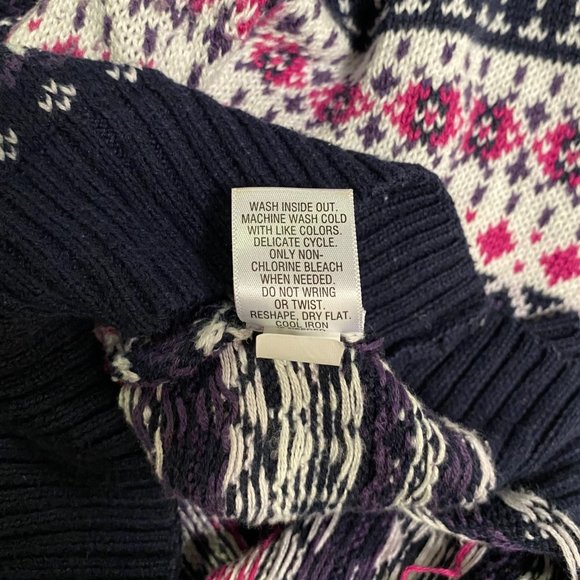 WASH INSIDE OUT.
MACHINE WASH COLD
WITH LIKE COLORS.
DELICATE CYCLE.
ONLY NON-
CHLORINE BLEACH
WHEN NEEDED.
DO NOT WRING
OR TWIST.
RESHAPE, DRY FLAT.
COOL IRON